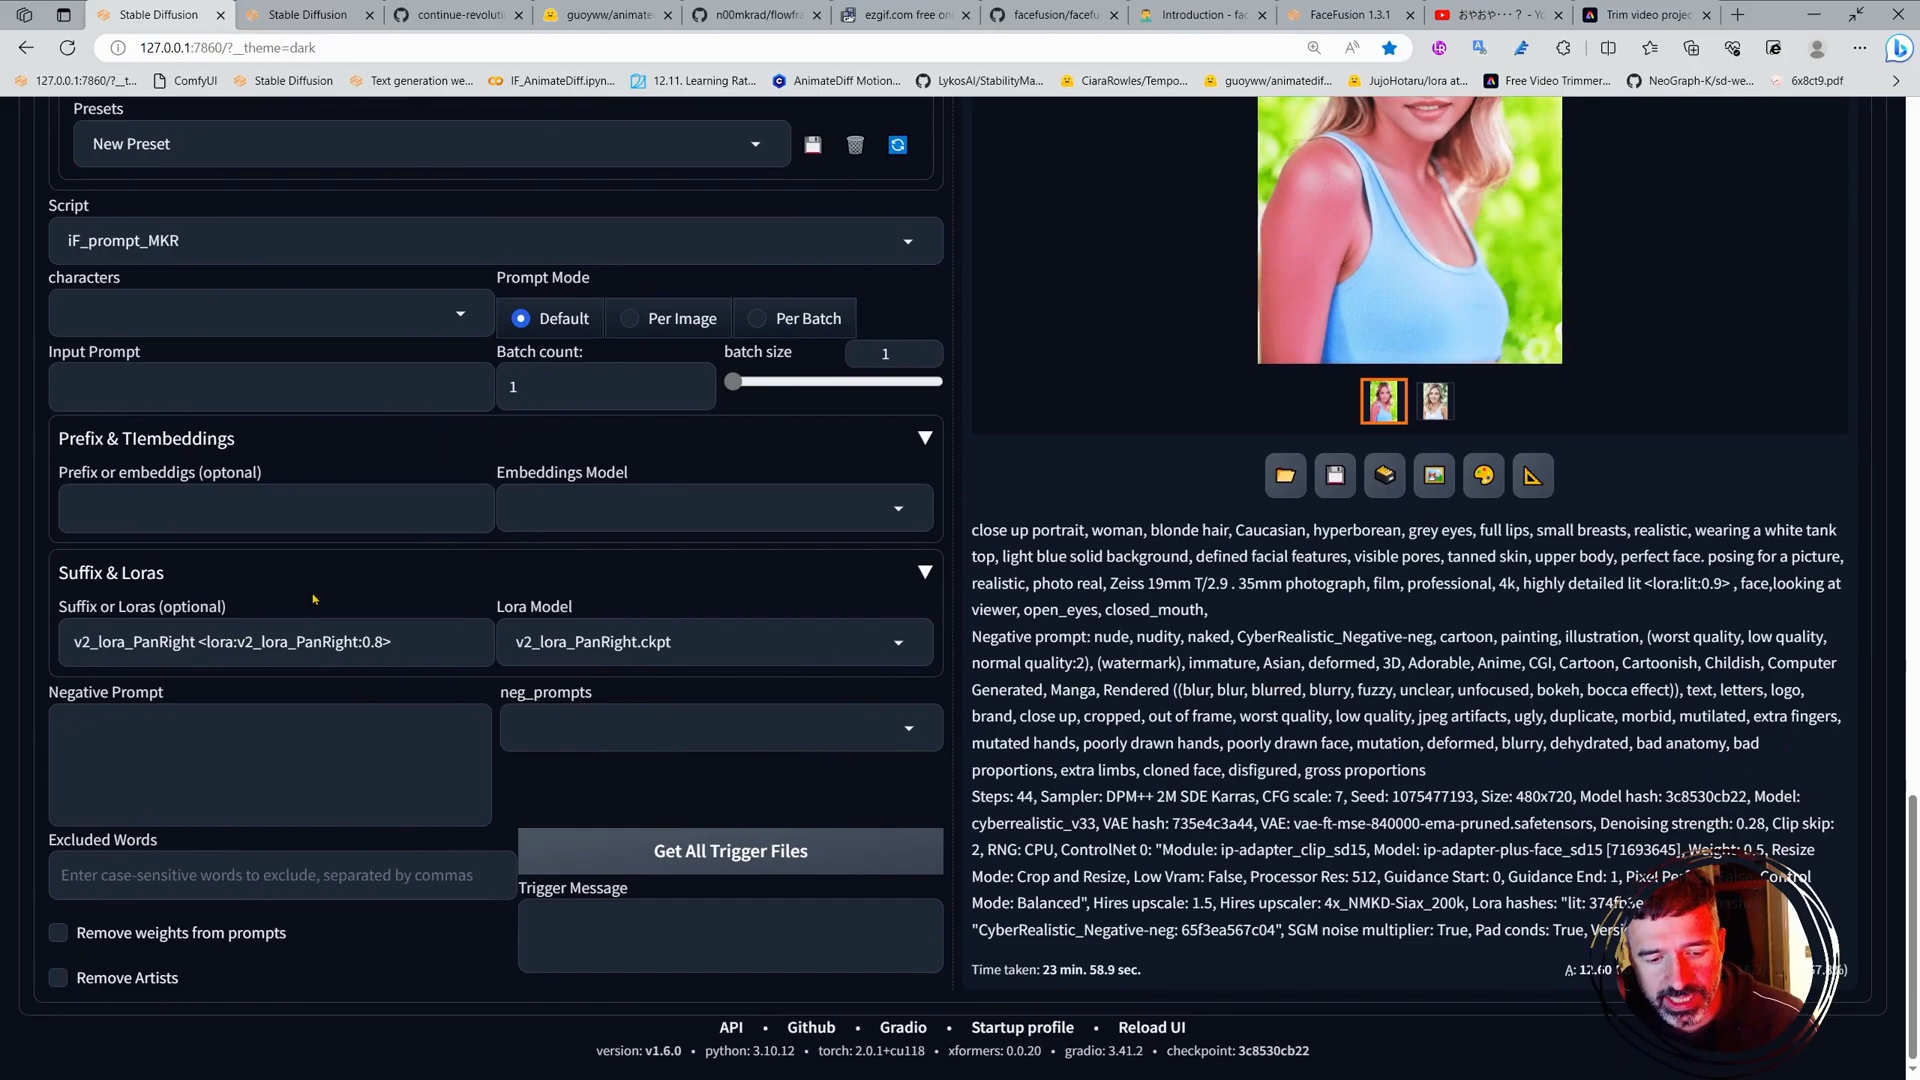 Stable Diffusion
Stable Diffusion
continue-revoluti
guoyww/animate
n00mkrad/flowfra
ezgif.com free onl
facefusion/facefu
Introduction - fac
FaceFusion 1.3.1
おやおや・・・？ - Yo
Trim video projec
127.0.0.1:7860/?__theme=dark
127.0.0.1:7860/?__t...
ComfyUI
Stable Diffusion
Text generation we...
IF_AnimateDiff.ipyn...
12.11. Learning Rat...
AnimateDiff Motion...
LykosAI/StabilityMa...
CiaraRowles/Tempo...
guoyww/animatedif...
JujoHotaru/lora at...
Free Video Trimmer...
NeoGraph-K/sd-we...
6x8ct9.pdf
Presets
New Preset
Script
iF_prompt_MKR
characters
Prompt Mode
Default
Per Image
Per Batch
Input Prompt
Batch count:
batch size
1
1
Prefix & TIembeddings
Prefix or embeddigs (optonal)
Embeddings Model
Suffix & Loras
Suffix or Loras (optional)
Lora Model
v2_lora_PanRight <lora:v2_lora_PanRight:0.8>
v2_lora_PanRight.ckpt
Negative Prompt
neg_prompts
Excluded Words
Enter case-sensitive words to exclude, separated by commas
Get All Trigger Files
Trigger Message
Remove weights from prompts
Remove Artists
close up portrait, woman, blonde hair, Caucasian, hyperborean, grey eyes, full lips, small breasts, realistic, wearing a white tank
top, light blue solid background, defined facial features, visible pores, tanned skin, upper body, perfect face. posing for a picture,
realistic, photo real, Zeiss 19mm T/2.9 . 35mm photograph, film, professional, 4k, highly detailed lit <lora:lit:0.9> , face,looking at
viewer, open_eyes, closed_mouth,
Negative prompt: nude, nudity, naked, CyberRealistic_Negative-neg, cartoon, painting, illustration, (worst quality, low quality,
normal quality:2), (watermark), immature, Asian, deformed, 3D, Adorable, Anime, CGI, Cartoon, Cartoonish, Childish, Computer
Generated, Manga, Rendered ((blur, blur, blurred, blurry, fuzzy, unclear, unfocused, bokeh, bocca effect)), text, letters, logo,
brand, close up, cropped, out of frame, worst quality, low quality, jpeg artifacts, ugly, duplicate, morbid, mutilated, extra fingers,
mutated hands, poorly drawn hands, poorly drawn face, mutation, deformed, blurry, dehydrated, bad anatomy, bad
proportions, extra limbs, cloned face, disfigured, gross proportions
Steps: 44, Sampler: DPM++ 2M SDE Karras, CFG scale: 7, Seed: 1075477193, Size: 480x720, Model hash: 3c8530cb22, Model:
cyberrealistic_v33, VAE hash: 735e4c3a44, VAE: vae-ft-mse-840000-ema-pruned.safetensors, Denoising strength: 0.28, Clip skip:
2, RNG: CPU, ControlNet 0: "Module: ip-adapter_clip_sd15, Model: ip-adapter-plus-face_sd15 [71693645], Weight: 0.5, Resize
Mode: Crop and Resize, Low Vram: False, Processor Res: 512, Guidance Start: 0, Guidance End: 1, Pixel Control
Mode: Balanced", Hires upscale: 1.5, Hires upscaler: 4x_NMKD-Siax_200k, Lora hashes: "lit:
"CyberRealistic_Negative-neg: 65f3ea567c04", SGM noise multiplier: True, Pad conds: True,
Time taken: 23 min. 58.9 sec.
A: 12.60
API • Github • Gradio • Startup profile • Reload UI
version: v1.6.0 • python: 3.10.12 • torch: 2.0.1+cu118 • xformers: 0.0.20 • gradio: 3.41.2 • checkpoint: 3c8530cb22